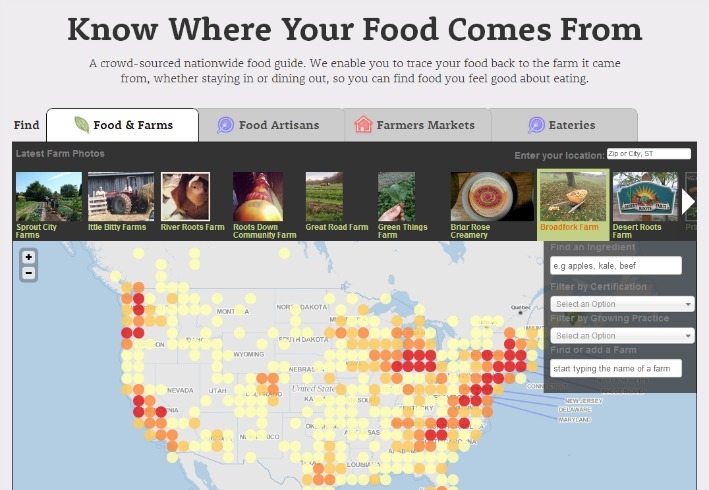 Know Where Your Food Comes From
A crowd-sourced nationwide food guide. We enable you to trace your food back to the farm it came
from, whether staying in or dining out, so you can find food you feel good about eating.
Find
Food & Farms
Food Artisans
Farmers Markets
Eateries
Latest Farm Photos
Enter your location:
Zip or City, ST
Sprout City
Farms
ittle Bitty Farms
River Roots Farm
Roots Down
Community Farm
Great Road Farm
Green Things
Farm
Briar Rose
Creamery
Broadfork Farm
Desert Roots
Farm
+
−
Find an Ingredient
e.g apples, kale, beef
Filter by Certification
Select an Option
Filter by Growing Practice
Select an Option
Find or add a Farm
start typing the name of a farm
NORTH DAKOTA
Quebec
SOUTH DAKOTA
WYOMING
NEVADA
UTAH
United State
NEW JERSEY
DELAWARE
MARYLAND